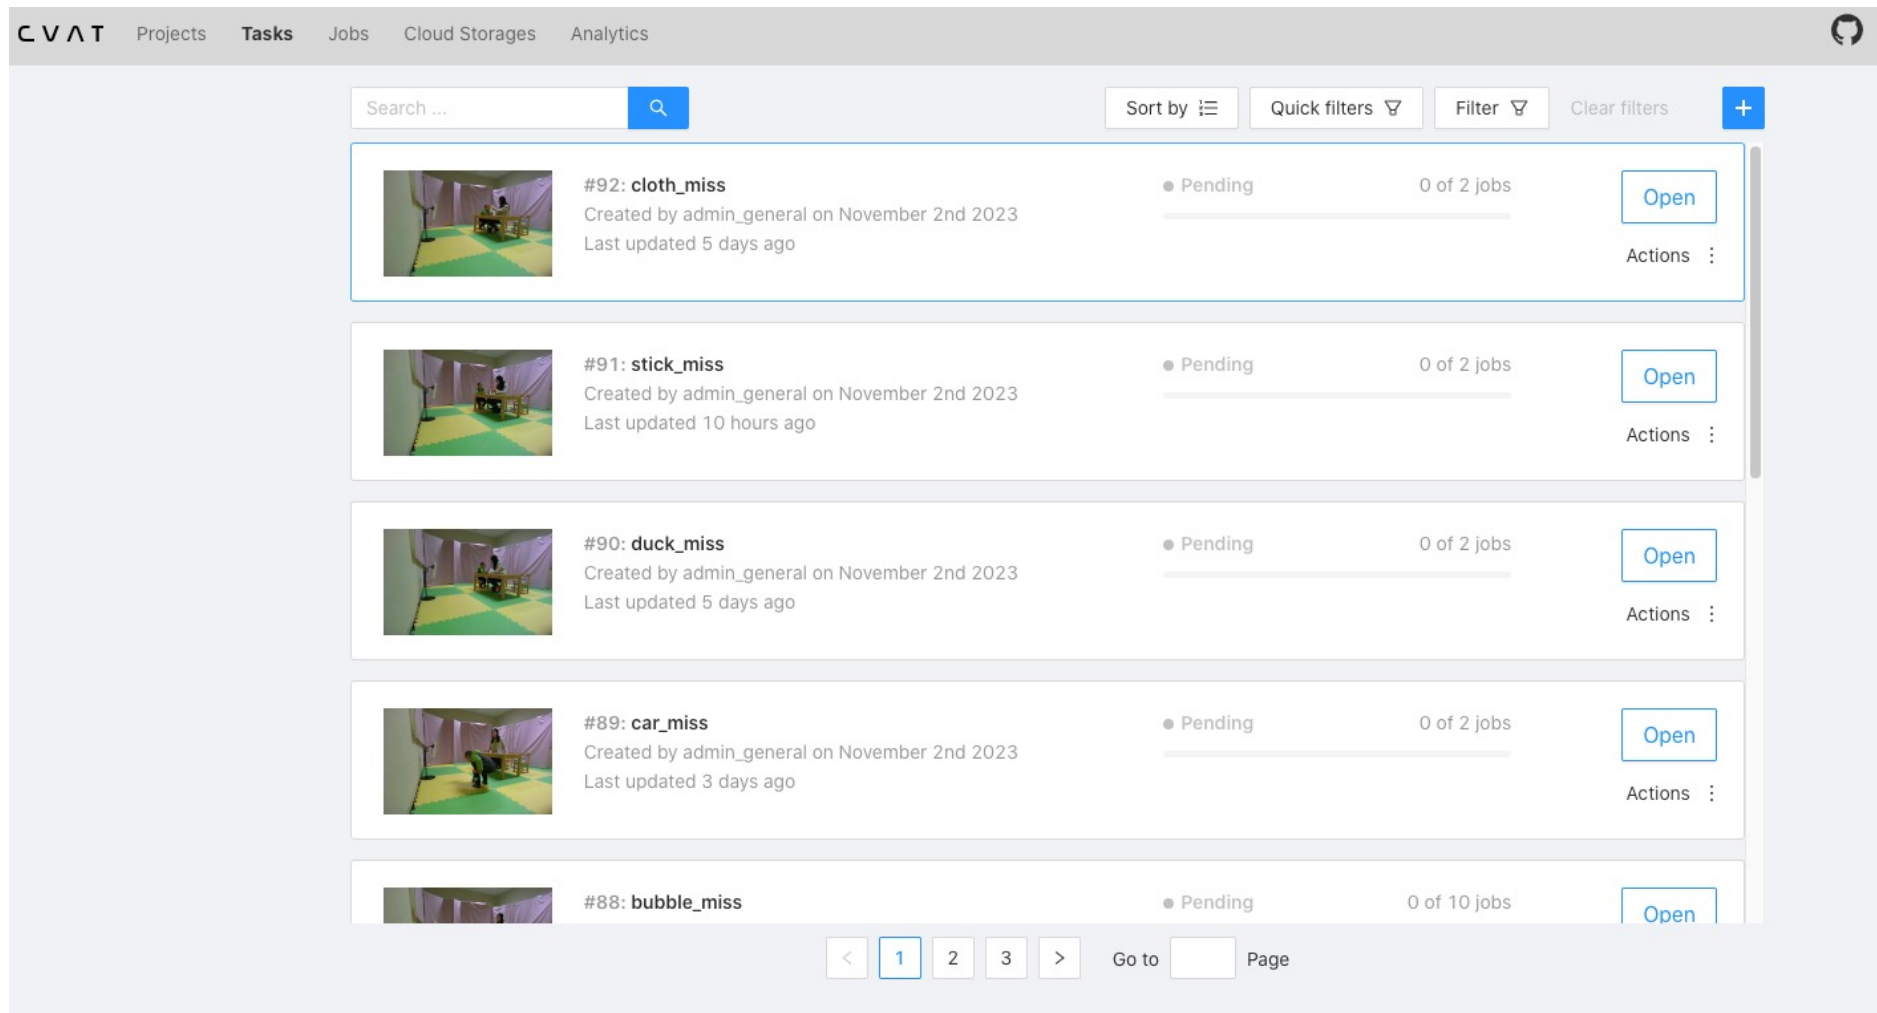 CVAT Projects Tasks Jobs Cloud Storages Analytics
Search ... Sort by Quick filters Filter Clear filters +
#92: cloth_miss Pending 0 of 2 jobs Open
Created by admin_general on November 2nd 2023
Last updated 5 days ago Actions
#91: stick_miss Pending 0 of 2 jobs Open
Created by admin_general on November 2nd 2023
Last updated 10 hours ago Actions
#90: duck_miss Pending 0 of 2 jobs Open
Created by admin_general on November 2nd 2023
Last updated 5 days ago Actions
#89: car_miss Pending 0 of 2 jobs Open
Created by admin_general on November 2nd 2023
Last updated 3 days ago Actions
#88: bubble_miss Pending 0 of 10 jobs Open
< 1 2 3 > Go to Page